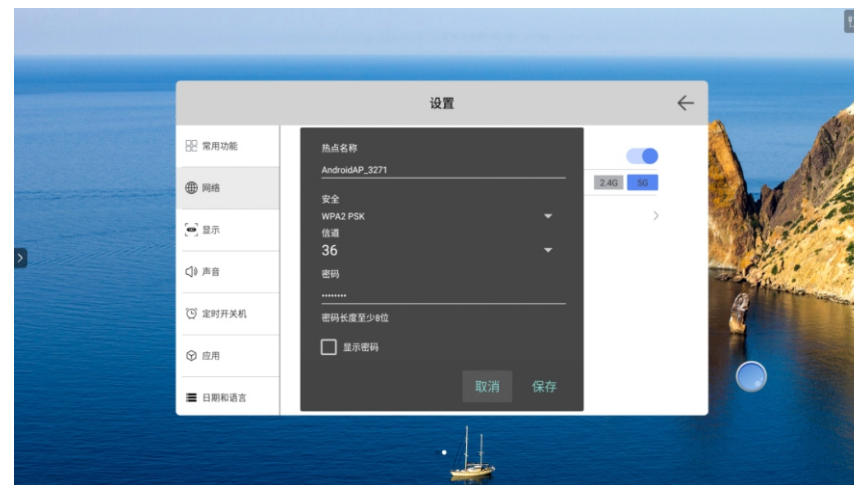 设置
常用功能
网络
显示
声音
定时开关机
应用
日期和语言
2.4G 5G
热点名称
AndroidAP_3271
安全
WPA2 PSK
信道
36
密码
••••••••
密码长度至少8位
显示密码
取消 保存